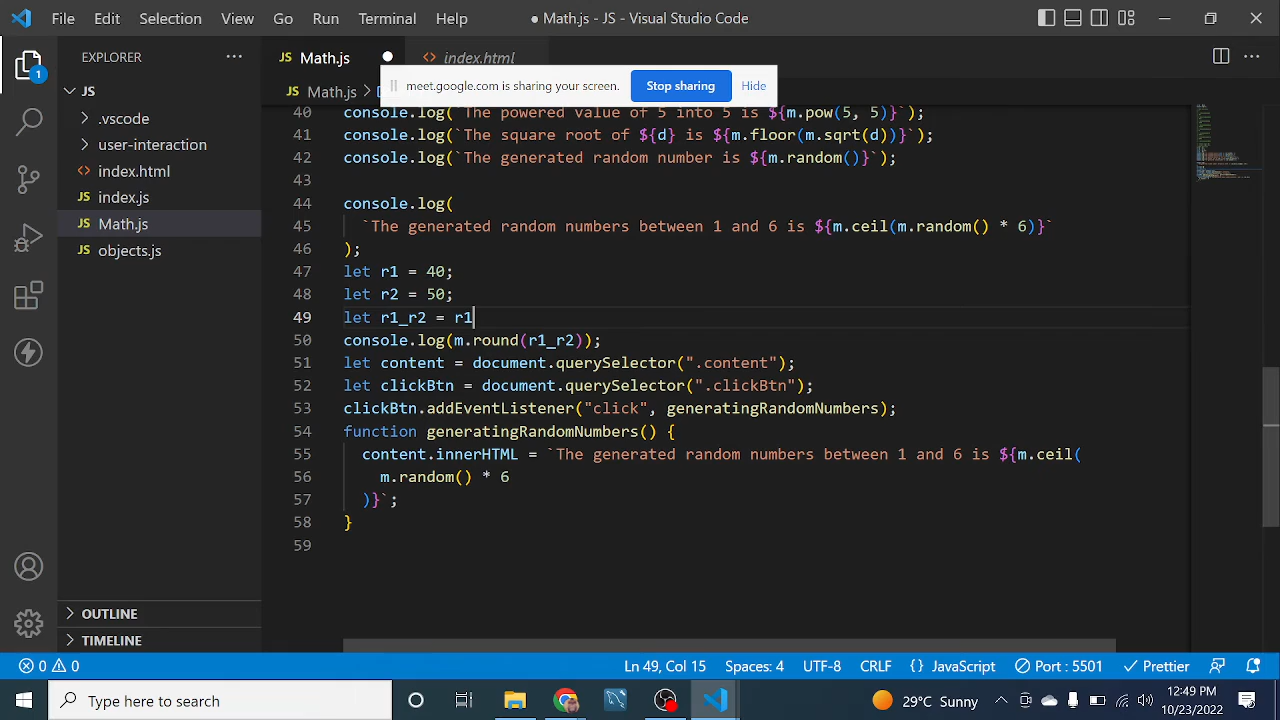 File Edit Selection View Go Run Terminal Help ● Math.js - JS - Visual Studio Code
EXPLORER
JS Math.js
<> index.html
meet.google.com is sharing your screen. Stop sharing Hide
JS Math.js >
JS
.vscode
user-interaction
<> index.html
JS index.js
JS Math.js
JS objects.js
OUTLINE
TIMELINE
1
40 console.log(`The powered value of 5 into 5 is ${m.pow(5, 5)}`);
41 console.log(`The square root of ${d} is ${m.floor(m.sqrt(d))}`);
42 console.log(`The generated random number is ${m.random()}`);
43
44 console.log(
45 `The generated random numbers between 1 and 6 is ${m.ceil(m.random() * 6)}`
46 );
47 let r1 = 40;
48 let r2 = 50;
49 let r1_r2 = r1
50 console.log(m.round(r1_r2));
51 let content = document.querySelector(".content");
52 let clickBtn = document.querySelector(".clickBtn");
53 clickBtn.addEventListener("click", generatingRandomNumbers);
54 function generatingRandomNumbers() {
55 content.innerHTML = `The generated random numbers between 1 and 6 is ${m.ceil(
56 m.random() * 6
57 )}`;
58 }
59
0 0 Ln 49, Col 15 Spaces: 4 UTF-8 CRLF {} JavaScript Port : 5501 Prettier
Type here to search
29°C Sunny
12:49 PM
10/23/2022